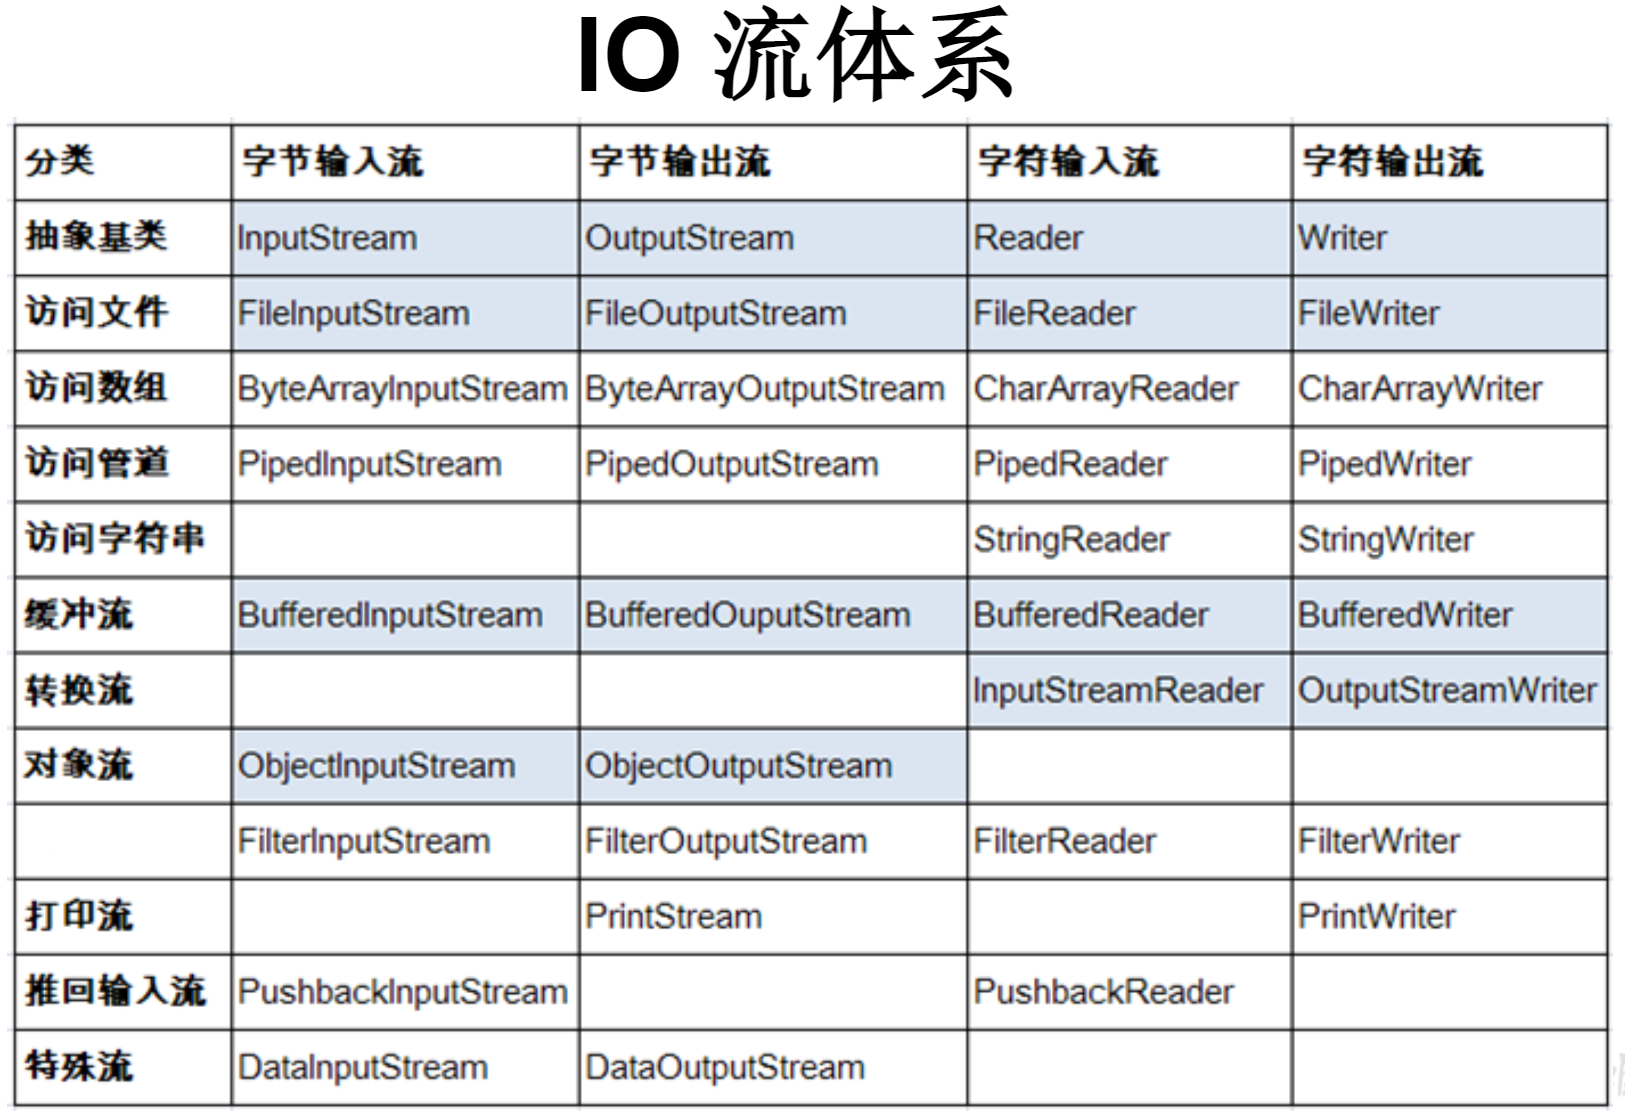 IO 流体系
分类 字节输入流 字节输出流 字符输入流 字符输出流
抽象基类 InputStream OutputStream Reader Writer
访问文件 FileInputStream FileOutputStream FileReader FileWriter
访问数组 ByteArrayInputStream ByteArrayOutputStream CharArrayReader CharArrayWriter
访问管道 PipedInputStream PipedOutputStream PipedReader PipedWriter
访问字符串 StringReader StringWriter
缓冲流 BufferedInputStream BufferedOuputStream BufferedReader BufferedWriter
转换流 InputStreamReader OutputStreamWriter
对象流 ObjectInputStream ObjectOutputStream
FilterInputStream FilterOutputStream FilterReader FilterWriter
打印流 PrintStream PrintWriter
推回输入流 PushbackInputStream PushbackReader
特殊流 DataInputStream DataOutputStream